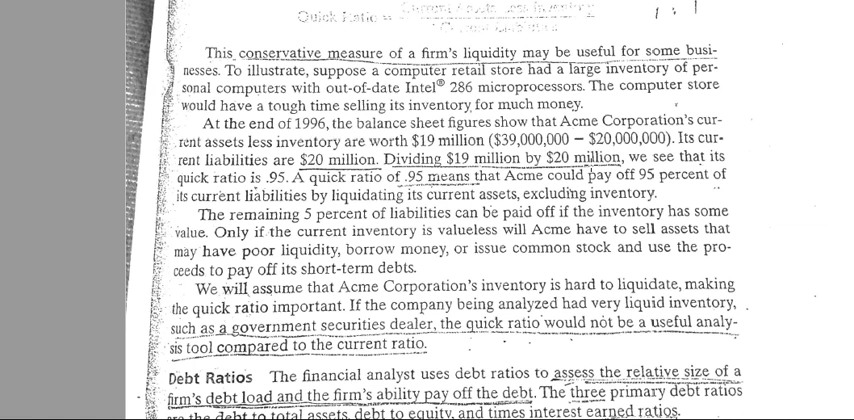 Quick Ratio =
This conservative measure of a firm's liquidity may be useful for some busi-
nesses. To illustrate, suppose a computer retail store had a large inventory of per-
sonal computers with out-of-date Intel® 286 microprocessors. The computer store
would have a tough time selling its inventory for much money.
At the end of 1996, the balance sheet figures show that Acme Corporation's cur-
rent assets less inventory are worth $19 million ($39,000,000 − $20,000,000). Its cur-
rent liabilities are $20 million. Dividing $19 million by $20 million, we see that its
quick ratio is .95. A quick ratio of .95 means that Acme could pay off 95 percent of
its current liabilities by liquidating its current assets, excluding inventory.
The remaining 5 percent of liabilities can be paid off if the inventory has some
value. Only if the current inventory is valueless will Acme have to sell assets that
may have poor liquidity, borrow money, or issue common stock and use the pro-
ceeds to pay off its short-term debts.
We will assume that Acme Corporation's inventory is hard to liquidate, making
the quick ratio important. If the company being analyzed had very liquid inventory,
such as a government securities dealer, the quick ratio would not be a useful analy-
sis tool compared to the current ratio.
Debt Ratios The financial analyst uses debt ratios to assess the relative size of a
firm's debt load and the firm's ability pay off the debt. The three primary debt ratios
are the debt to total assets, debt to equity, and times interest earned ratios.